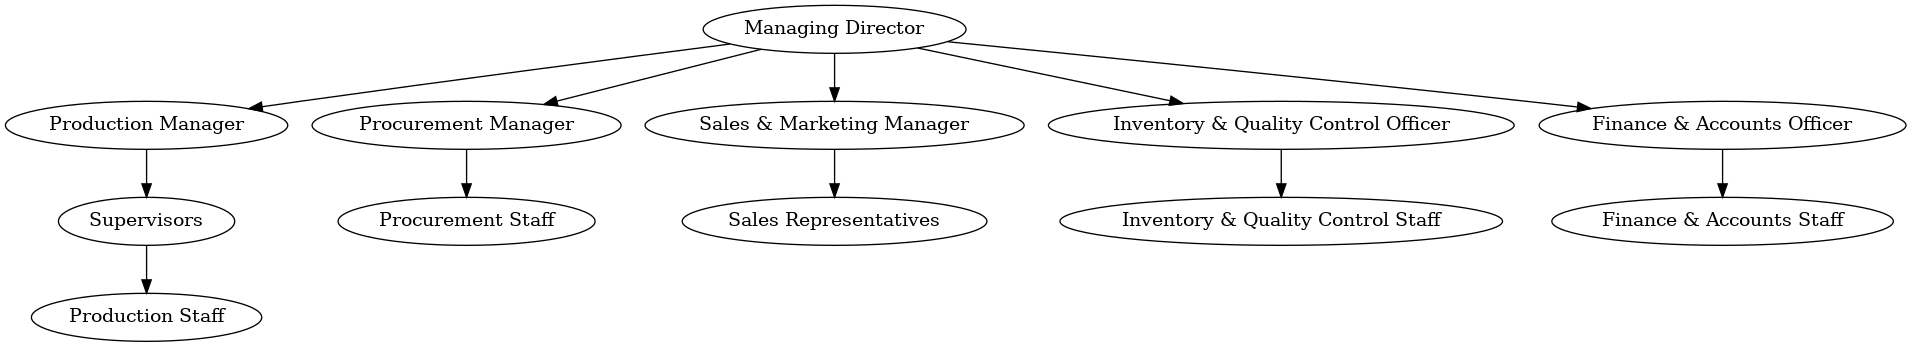 Managing Director
Production Manager
Procurement Manager
Sales & Marketing Manager
Inventory & Quality Control Officer
Finance & Accounts Officer
Supervisors
Procurement Staff
Sales Representatives
Inventory & Quality Control Staff
Finance & Accounts Staff
Production Staff